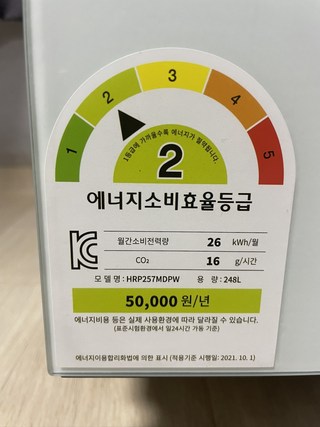 1 2 3 4 5
1등급에 가까울수록 에너지가 절약됩니다.
2
에너지소비효율등급
KC
월간소비전력량 26 kWh/월
CO₂ 16 g/시간
모 델 명 : HRP257MDPW 용 량 : 248L
50,000 원/년
에너지비용 등은 실제 사용환경에 따라 달라질 수 있습니다.
(표준시험환경에서 일24시간 가동 기준)
에너지이용합리화법에 의한 표시 (적용기준 시행일: 2021. 10. 1)